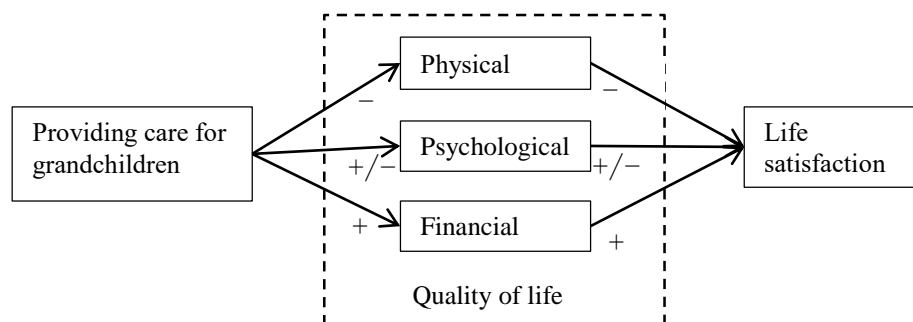 Physical
−
−
Providing care for
grandchildren
Psychological
+/−
+/−
Life
satisfaction
Financial
+
+
Quality of life